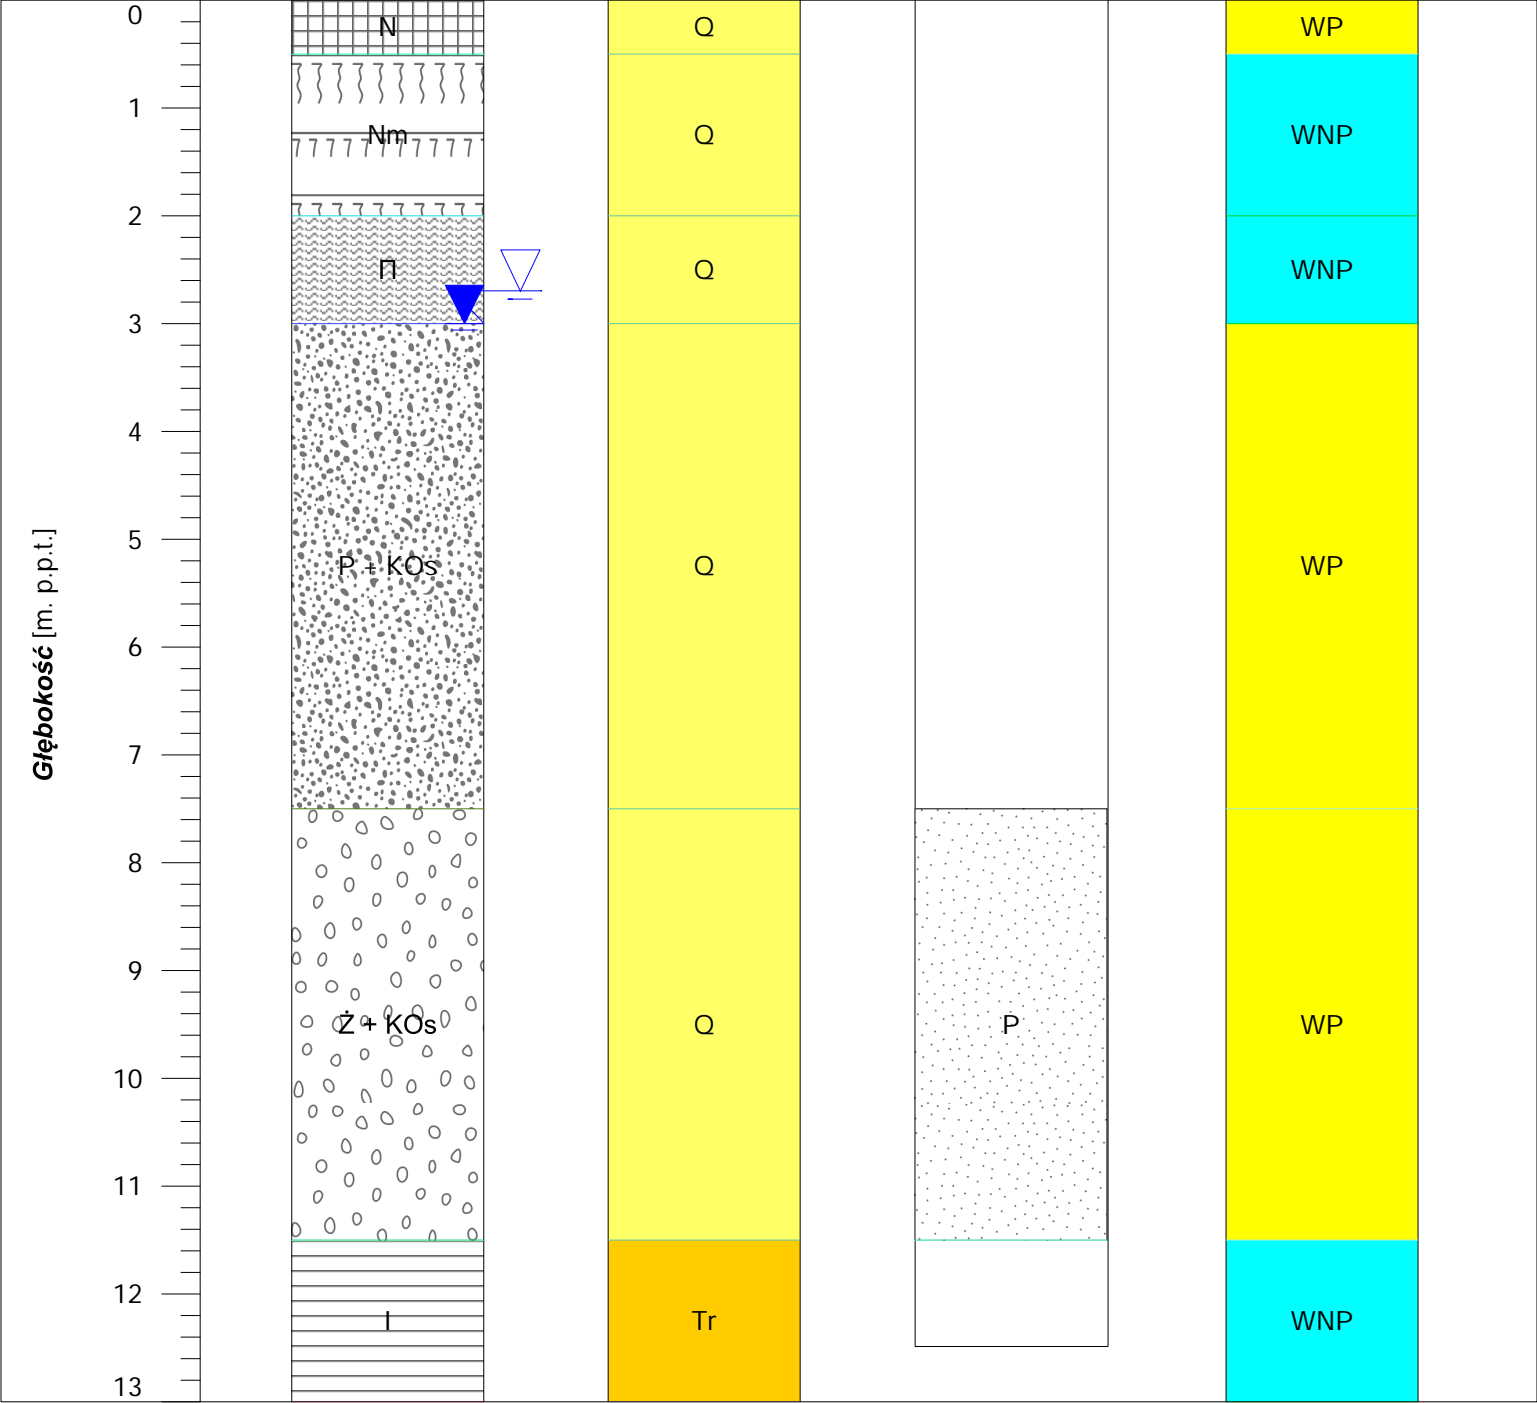 0
N
Q
WP
1
Nm
Q
WNP
2
П
Q
WNP
3
4
5
P + KOs
Q
WP
Głębokość [m. p.p.t.]
6
7
8
9
Ż + KOs
Q
P
WP
10
11
12
I
Tr
WNP
13